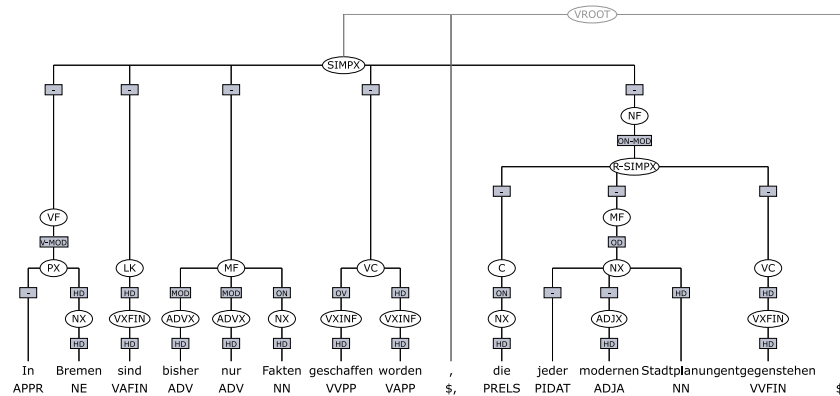 VROOT
SIMPX
- - - - -
NF
ON-MOD
R-SIMPX
- - -
VF MF
V-MOD OD
PX LK MF VC C NX VC
- HD HD MOD MOD ON OV HD ON - - HD HD
NX VXFIN ADVX ADVX NX VXINF VXINF NX ADJX VXFIN
HD HD HD HD HD HD HD HD HD HD
In Bremen sind bisher nur Fakten geschaffen worden , die jeder modernen Stadtplanung entgegenstehen
APPR NE VAFIN ADV ADV NN VVPP VAPP $, PRELS PIDAT ADJA NN VVFIN $